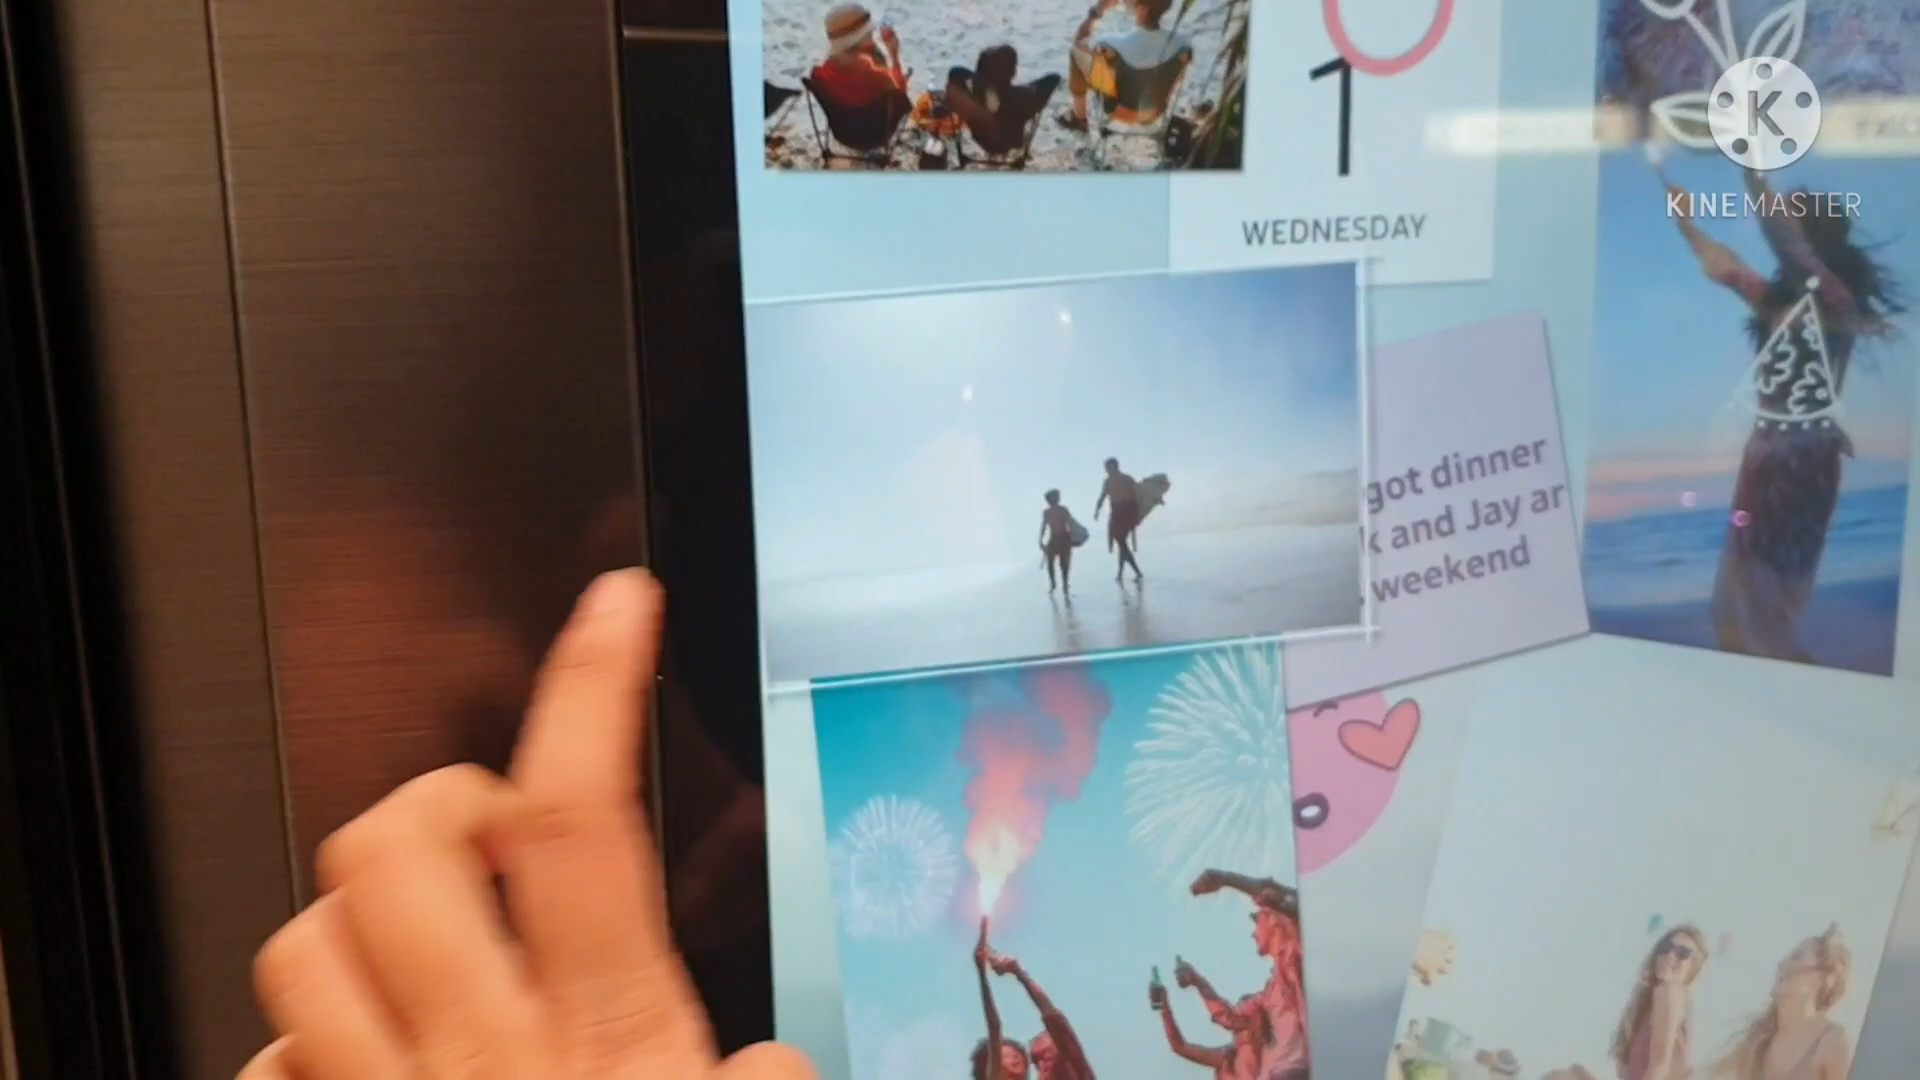 1
WEDNESDAY
K
KINEMASTER
got dinner
k and Jay ar
weekend